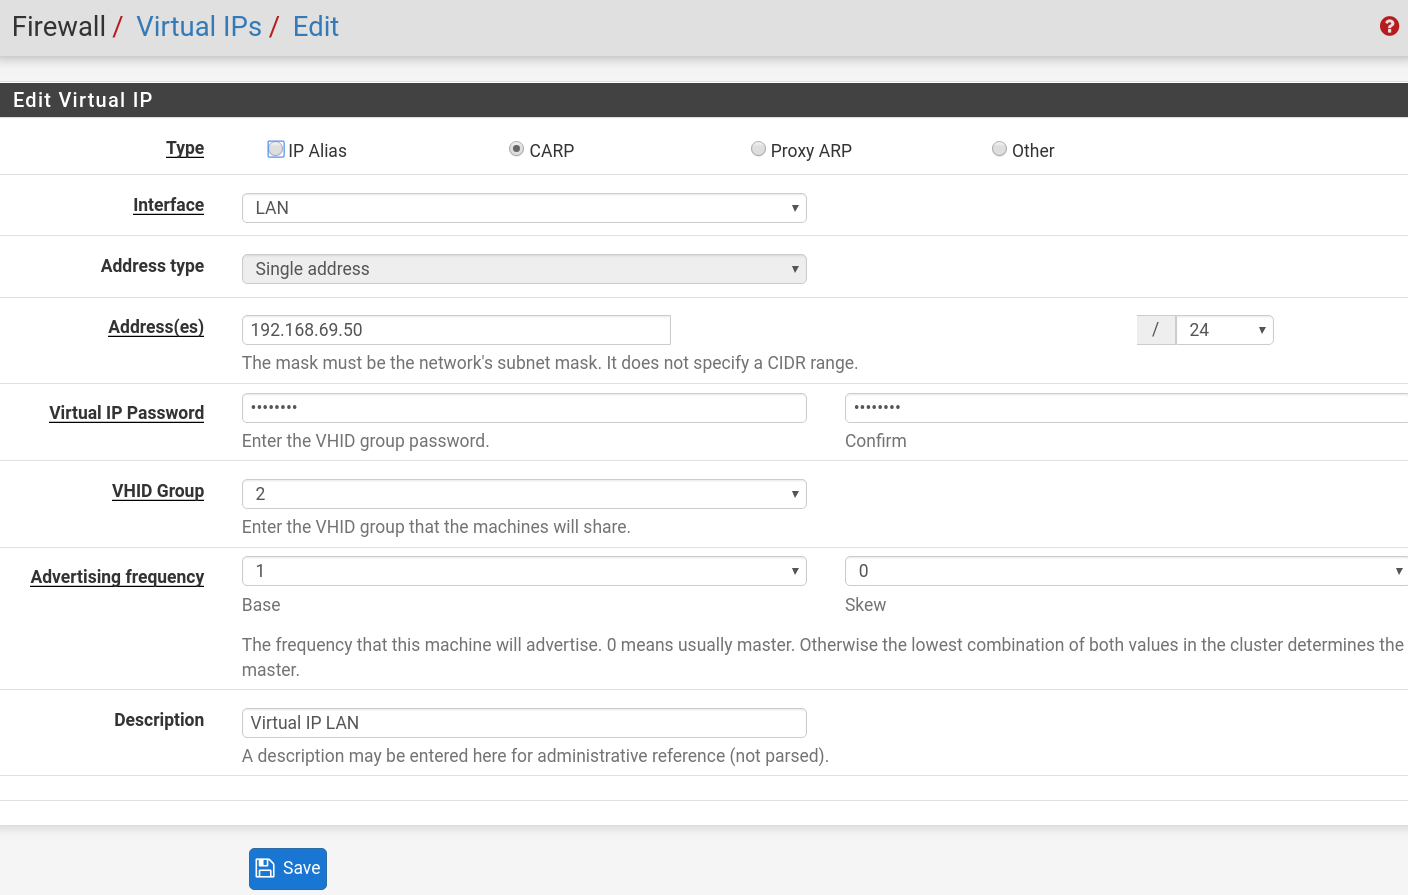 Firewall / Virtual IPs / Edit
?
Edit Virtual IP
Type
IP Alias
CARP
Proxy ARP
Other
Interface
LAN
Address type
Single address
Address(es)
192.168.69.50
/
24
The mask must be the network's subnet mask. It does not specify a CIDR range.
Virtual IP Password
••••••••
••••••••
Enter the VHID group password.
Confirm
VHID Group
2
Enter the VHID group that the machines will share.
Advertising frequency
1
0
Base
Skew
The frequency that this machine will advertise. 0 means usually master. Otherwise the lowest combination of both values in the cluster determines the
master.
Description
Virtual IP LAN
A description may be entered here for administrative reference (not parsed).
Save